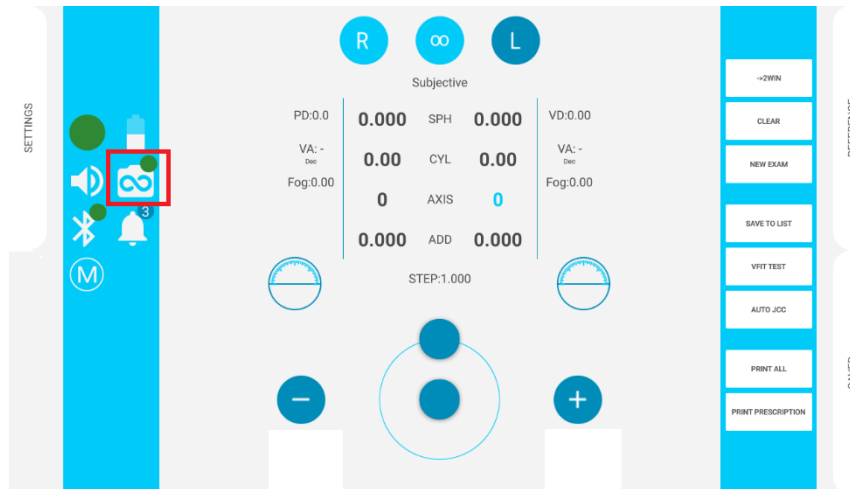 R ∞ L
Subjective
SETTINGS
3
M
PD:0.0
VA: -
Dec
Fog:0.00
0.000 SPH 0.000
0.00 CYL 0.00
0 AXIS 0
0.000 ADD 0.000
VD:0.00
VA: -
Dec
Fog:0.00
STEP:1.000
− +
->2WIN
CLEAR
NEW EXAM
SAVE TO LIST
VFIT TEST
AUTO JCC
PRINT ALL
PRINT PRESCRIPTION